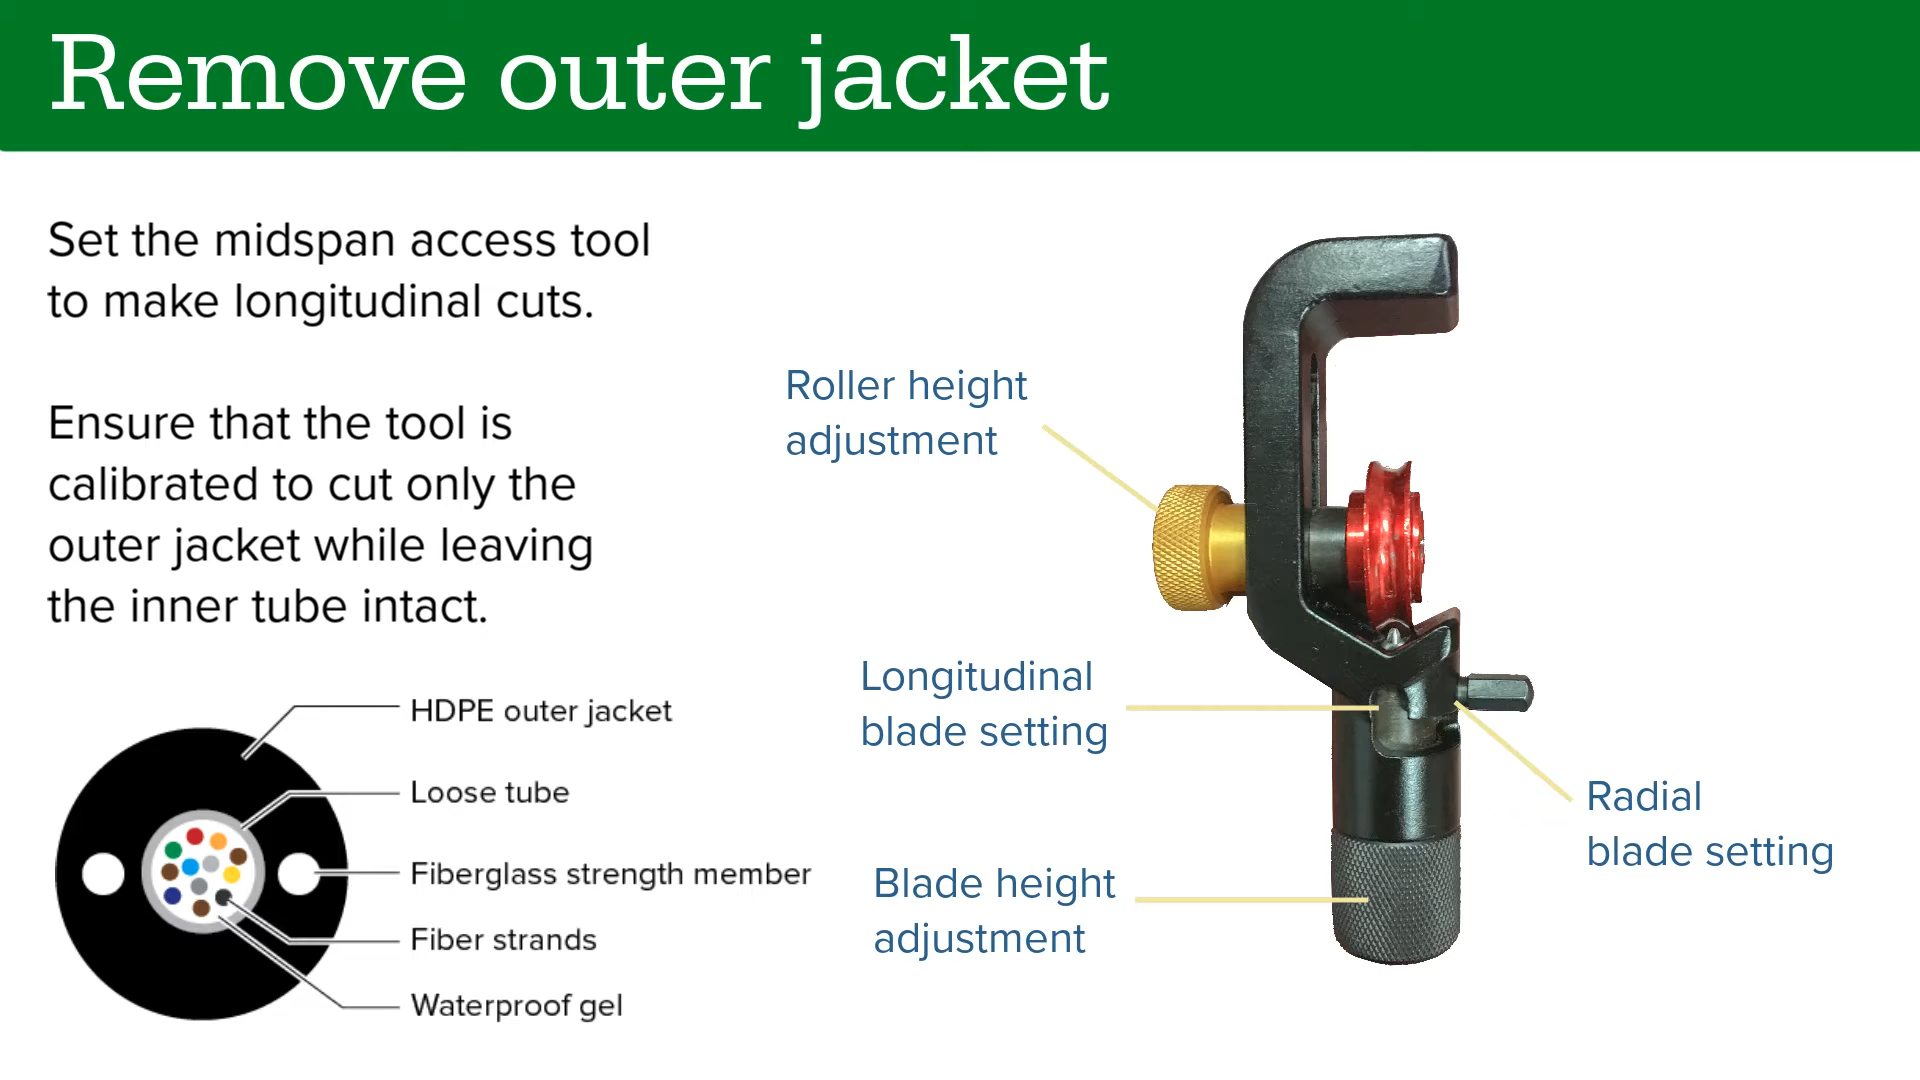 Remove outer jacket
Set the midspan access tool
to make longitudinal cuts.
Ensure that the tool is
calibrated to cut only the
outer jacket while leaving
the inner tube intact.
HDPE outer jacket
Loose tube
Fiberglass strength member
Fiber strands
Waterproof gel
Roller height
adjustment
Longitudinal
blade setting
Blade height
adjustment
Radial
blade setting